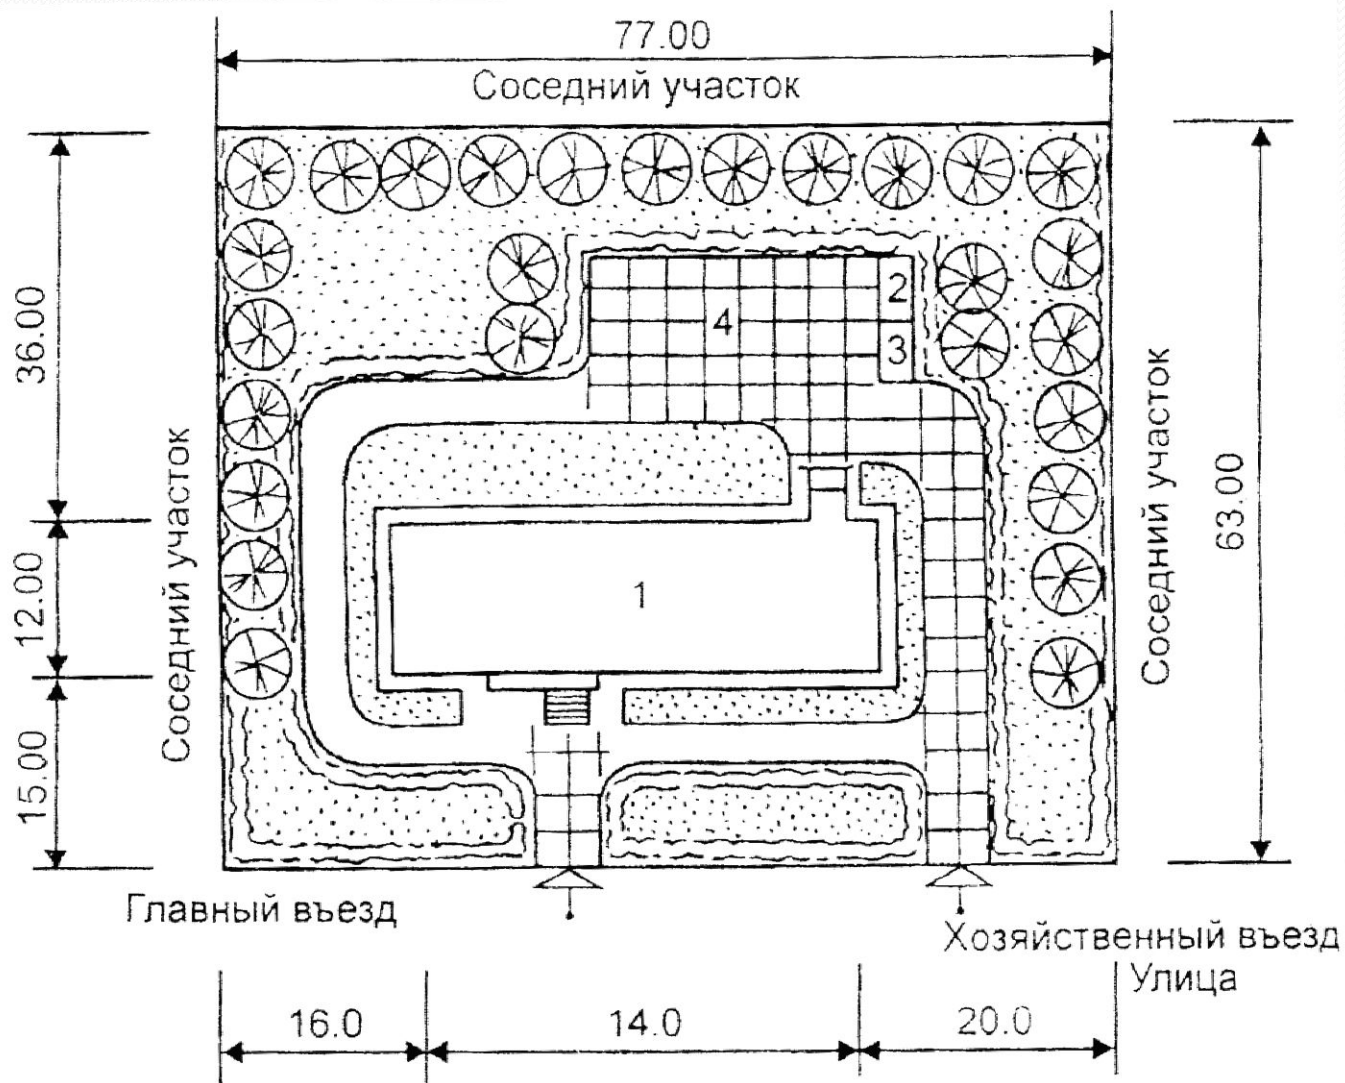 77.00
Соседний участок
36.00
12.00
15.00
Соседний участок
2
4
3
1
Соседний участок
63.00
Главный въезд
Хозяйственный въезд
Улица
16.0
14.0
20.0